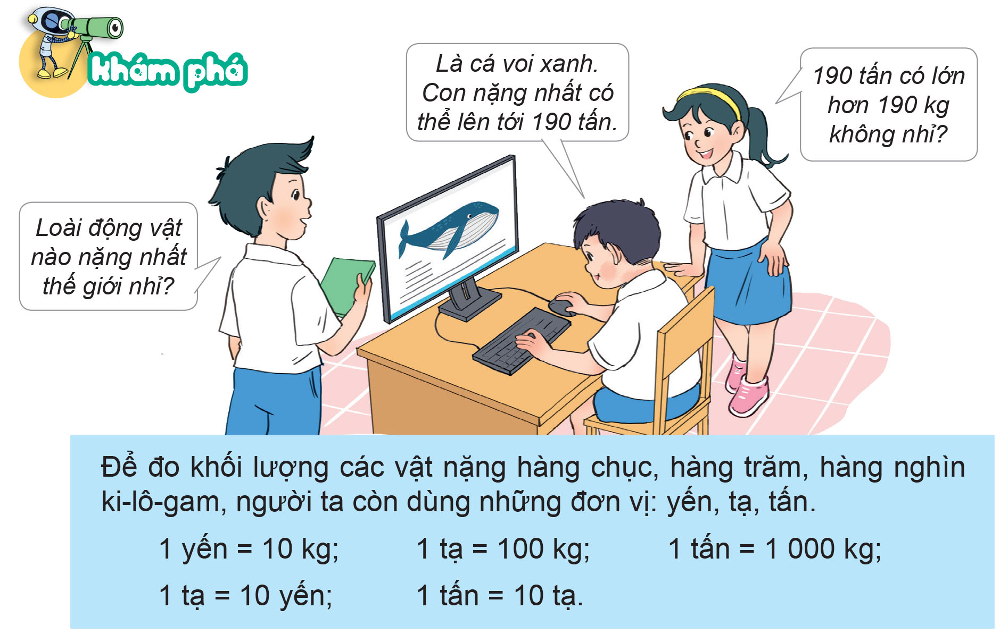 Khám phá
Loài động vật
nào nặng nhất
thế giới nhỉ?
Là cá voi xanh.
Con nặng nhất có
thể lên tới 190 tấn.
190 tấn có lớn
hơn 190 kg
không nhỉ?
Để đo khối lượng các vật nặng hàng chục, hàng trăm, hàng nghìn
ki-lô-gam, người ta còn dùng những đơn vị: yến, tạ, tấn.
1 yến = 10 kg; 1 tạ = 100 kg; 1 tấn = 1 000 kg;
1 tạ = 10 yến; 1 tấn = 10 tạ.